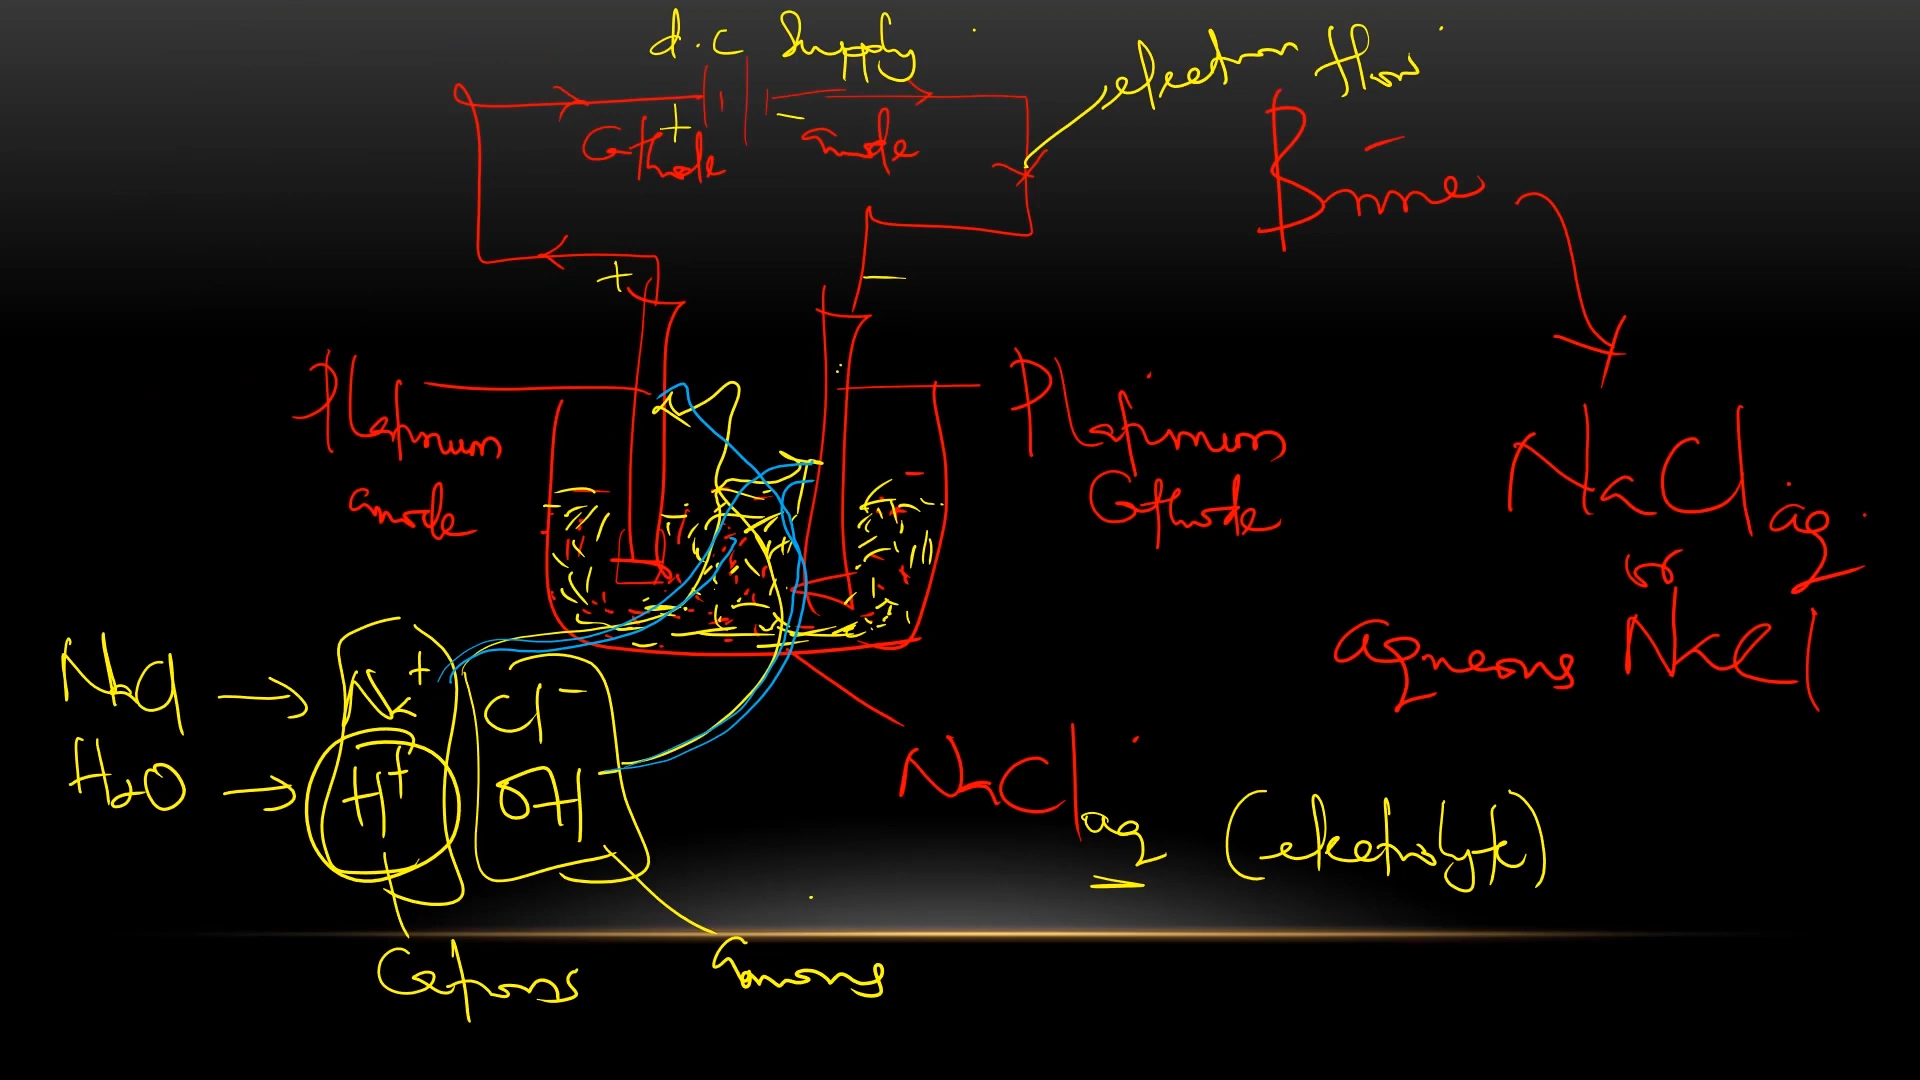 d.c supply
electron flow
+ -
Cathode anode
Brine
+ -
Platinum
anode
Platinum
Cathode
NaCl aq
or
aqueous NaCl
NaCl → Na+ Cl-
H2O → H+ OH
NaCl aq (electrolyte)
Cations anions